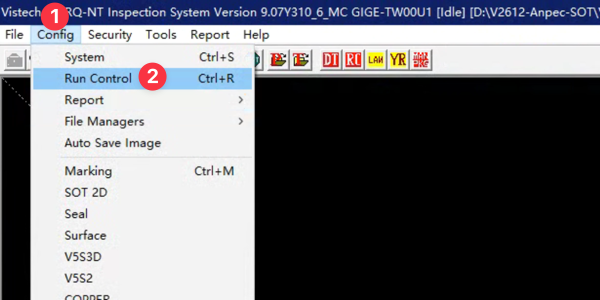 Vistech RQ-NT Inspection System Version 9.07Y310_6_MC GIGE-TW00U1 [Idle] [D:\V2612-Anpec-SOT\
1
File Config Security Tools Report Help
DT RC LAN YR
System Ctrl+S
Run Control 2 Ctrl+R
Report >
File Managers >
Auto Save Image
Marking Ctrl+M
SOT 2D
Seal
Surface
V5S3D
V5S2
COPPER